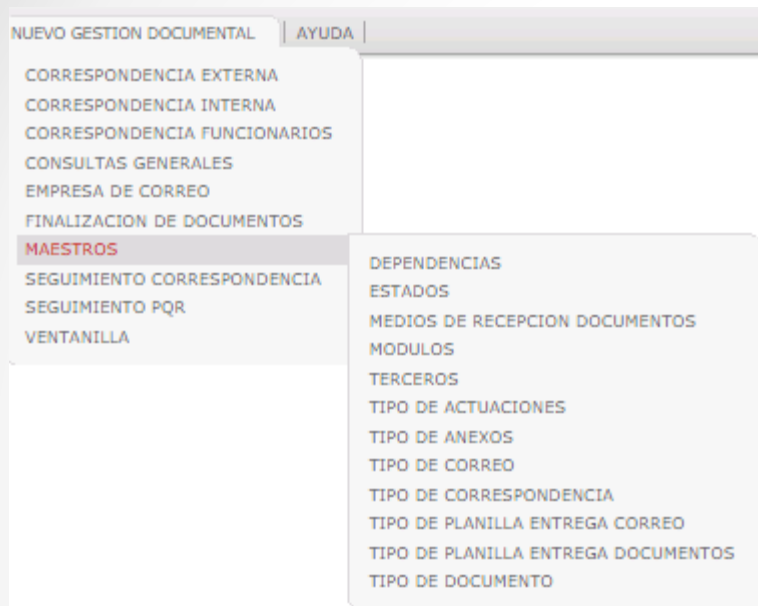 NUEVO GESTION DOCUMENTAL | AYUDA |
CORRESPONDENCIA EXTERNA
CORRESPONDENCIA INTERNA
CORRESPONDENCIA FUNCIONARIOS
CONSULTAS GENERALES
EMPRESA DE CORREO
FINALIZACION DE DOCUMENTOS
MAESTROS
SEGUIMIENTO CORRESPONDENCIA
SEGUIMIENTO PQR
VENTANILLA
DEPENDENCIAS
ESTADOS
MEDIOS DE RECEPCION DOCUMENTOS
MODULOS
TERCEROS
TIPO DE ACTUACIONES
TIPO DE ANEXOS
TIPO DE CORREO
TIPO DE CORRESPONDENCIA
TIPO DE PLANILLA ENTREGA CORREO
TIPO DE PLANILLA ENTREGA DOCUMENTOS
TIPO DE DOCUMENTO